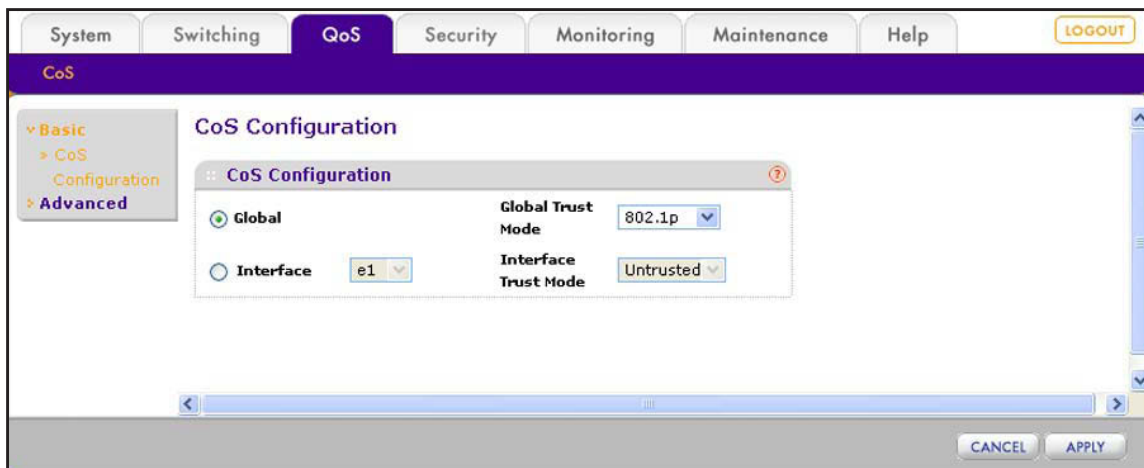 System Switching QoS Security Monitoring Maintenance Help LOGOUT
CoS
Basic
CoS
Configuration
Advanced
CoS Configuration
CoS Configuration ?
Global Global Trust
Mode 802.1p
Interface e1 Interface
Trust Mode Untrusted
CANCEL APPLY